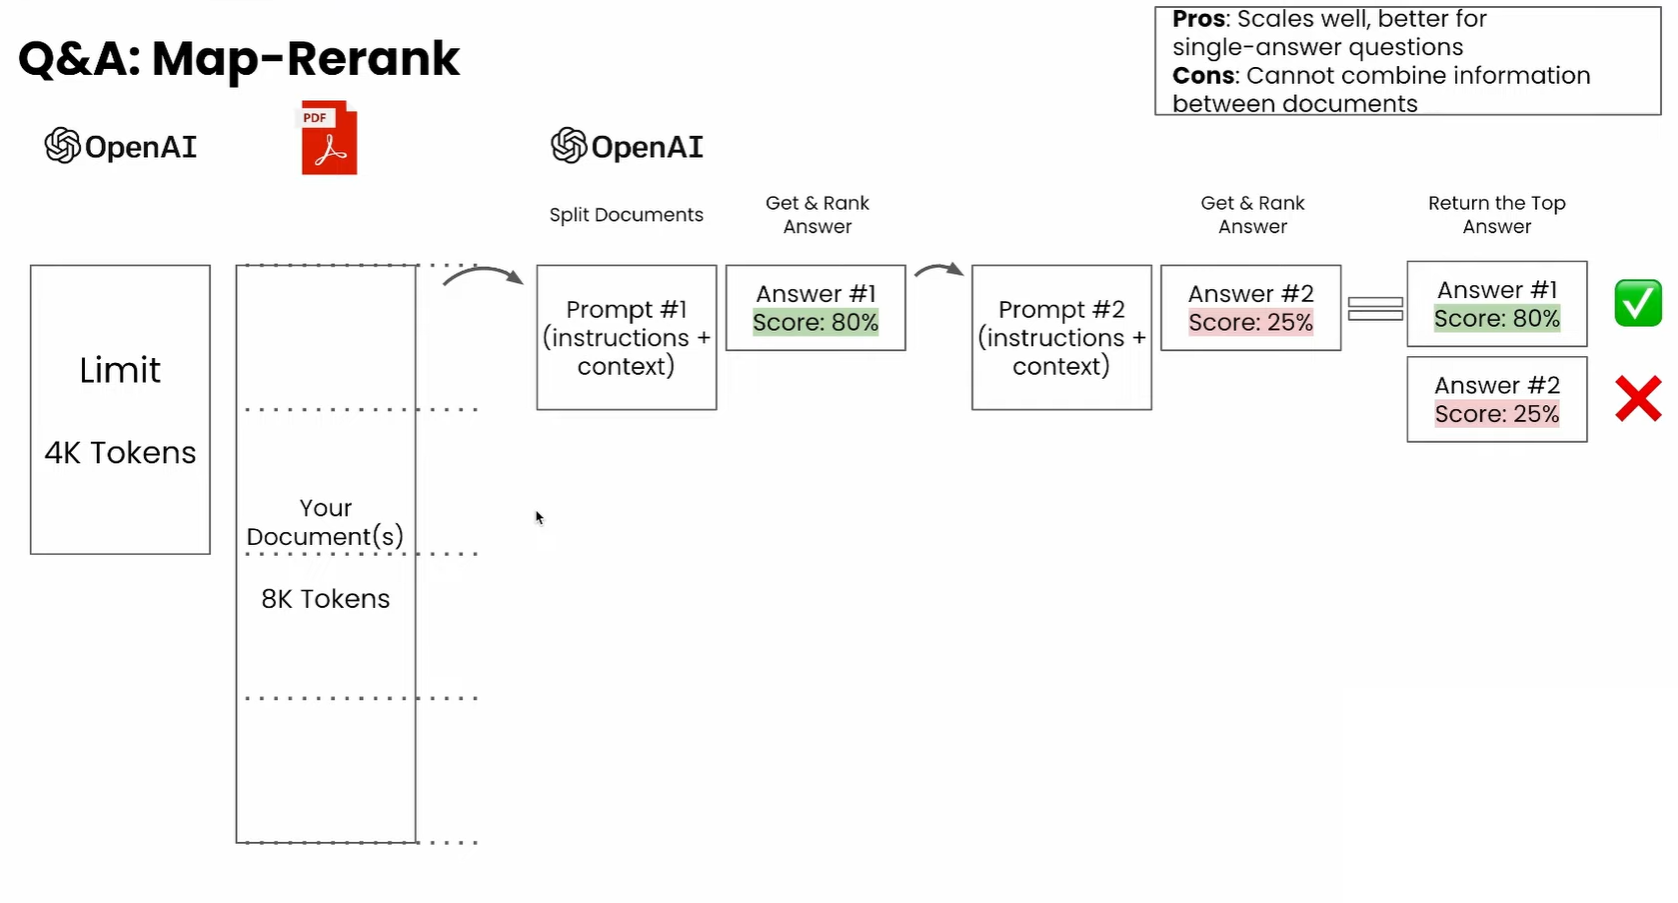 Q&A: Map-Rerank
Pros: Scales well, better for
single-answer questions
Cons: Cannot combine information
between documents
OpenAI
PDF
OpenAI
Split Documents
Get & Rank
Answer
Get & Rank
Answer
Return the Top
Answer
Limit
4K Tokens
Your
Document(s)
8K Tokens
Prompt #1
(instructions +
context)
Answer #1
Score: 80%
Prompt #2
(instructions +
context)
Answer #2
Score: 25%
Answer #1
Score: 80%
Answer #2
Score: 25%